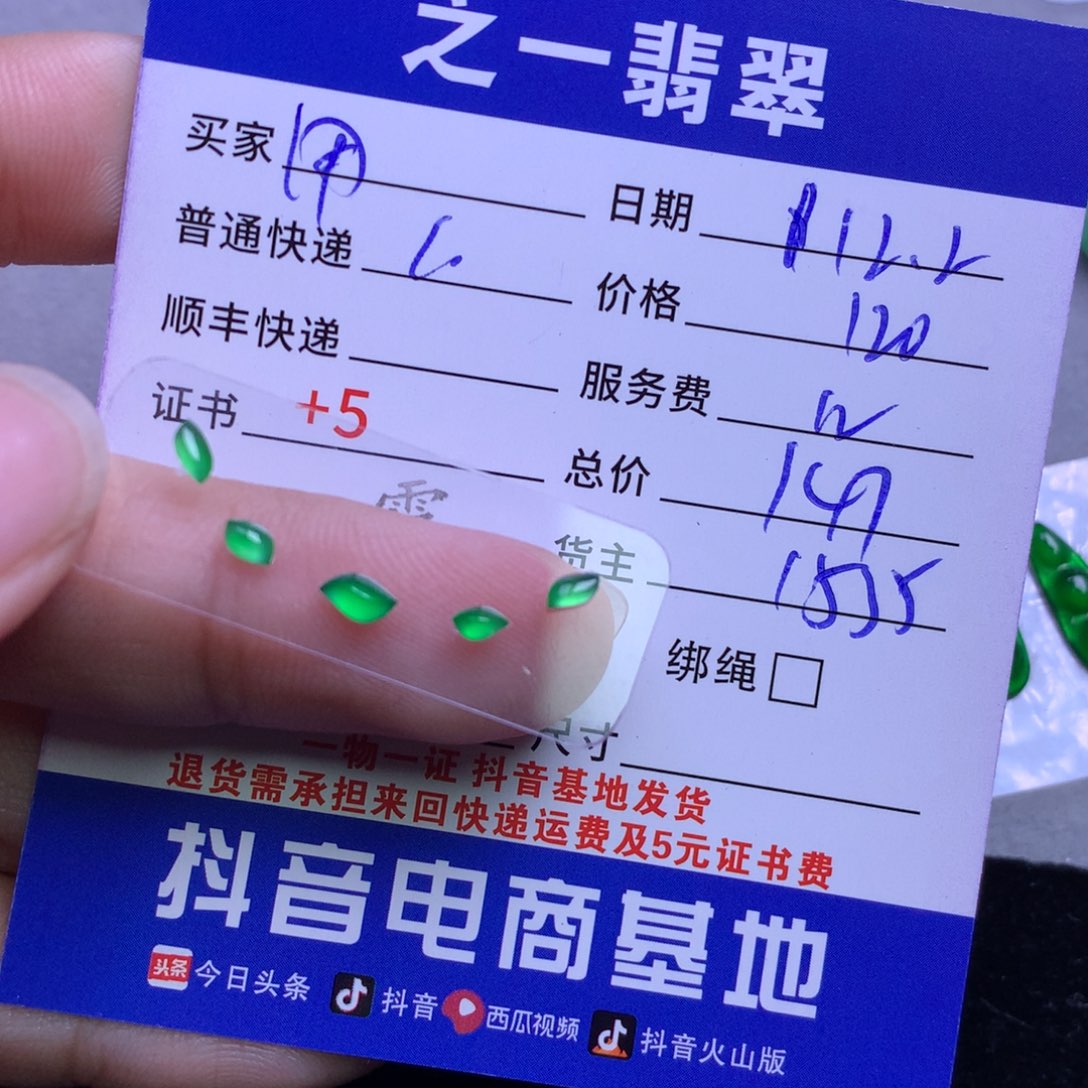 之一翡翠
买家
日期 12.2
普通快递
价格 120
顺丰快递
服务费
证书 +5
总价
货主
绑绳
尺寸
一物一证 抖音基地发货
退货需承担来回快递运费及5元证书费
抖音电商基地
头条 今日头条 抖音 西瓜视频 抖音火山版